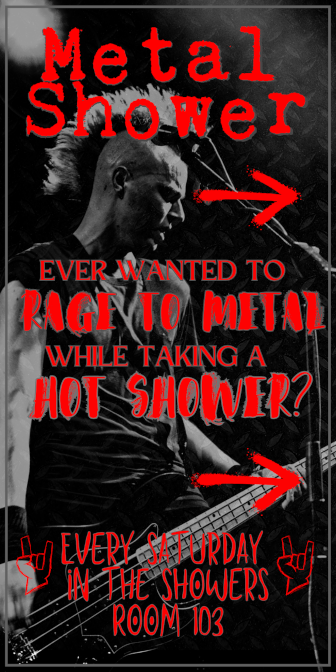 Metal
Shower
EVER WANTED TO
RAGE TO METAL
WHILE TAKING A
HOT SHOWER?
EVERY SATURDAY
IN THE SHOWERS
ROOM 103